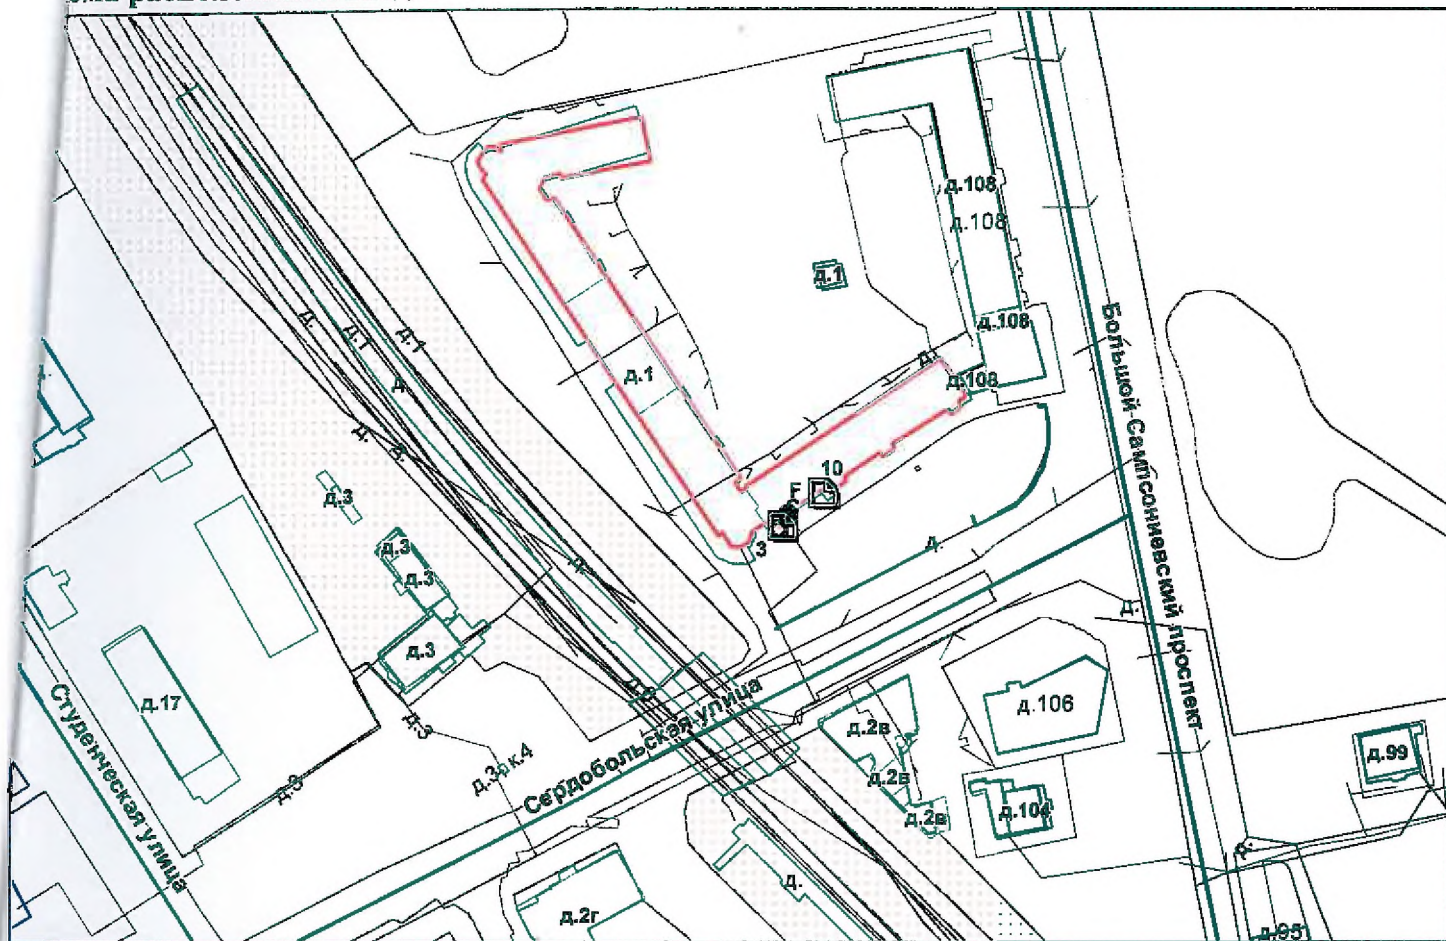 д.108
д.108
д.1
д.108
д.
д.108
д.
д.1
д.1
д.
д.1
д.
д.
д.3
10
F
3
д.3
д.3
д.3
д.
д.
д.
д.17
д.3
д.3
д.3
рк.4
Студенческая улица
Сердобольская улица
Большой Сампсониевский проспект
д.106
д.2в
д.2в
д.2в
д.104
д.99
д.
д.
д.2г
д.95